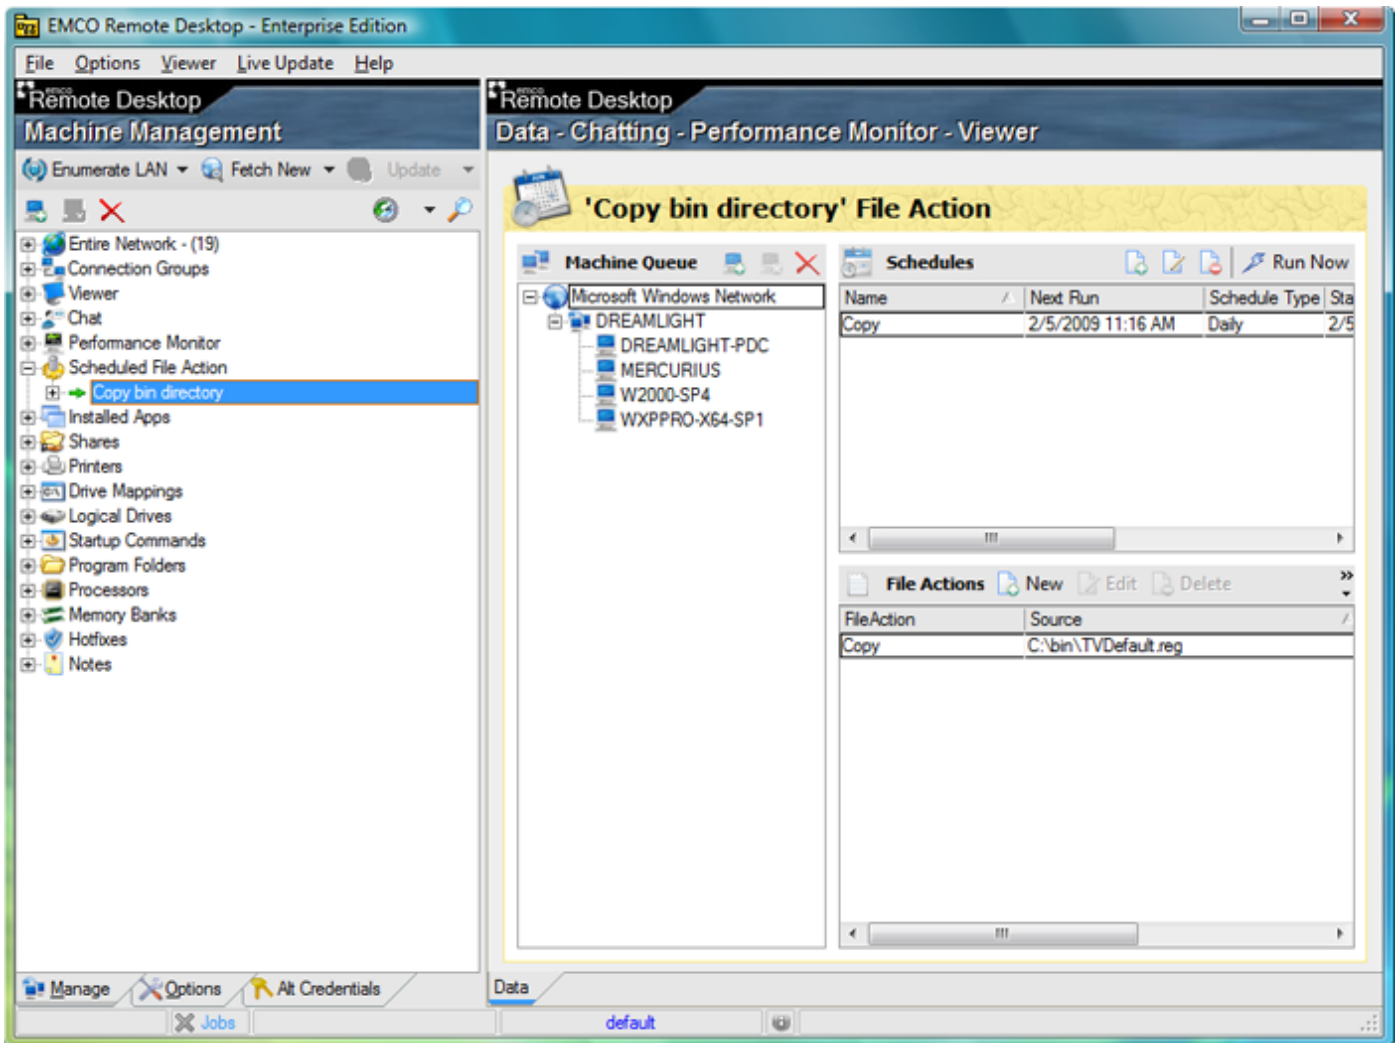 EMCO Remote Desktop - Enterprise Edition
File Options Viewer Live Update Help
emco
Remote Desktop
Machine Management
Enumerate LAN Fetch New Update
Entire Network - (19)
Connection Groups
Viewer
Chat
Performance Monitor
Scheduled File Action
Copy bin directory
Installed Apps
Shares
Printers
Drive Mappings
Logical Drives
Startup Commands
Program Folders
Processors
Memory Banks
Hotfixes
Notes
Manage Options Alt Credentials
Jobs
emco
Remote Desktop
Data - Chatting - Performance Monitor - Viewer
'Copy bin directory' File Action
Machine Queue
Microsoft Windows Network
DREAMLIGHT
DREAMLIGHT-PDC
MERCURIUS
W2000-SP4
WXPPRO-X64-SP1
Schedules Run Now
Name Next Run Schedule Type Sta
Copy 2/5/2009 11:16 AM Daily 2/5
File Actions New Edit Delete
FileAction Source
Copy C:\bin\TVDefault.reg
Data
default